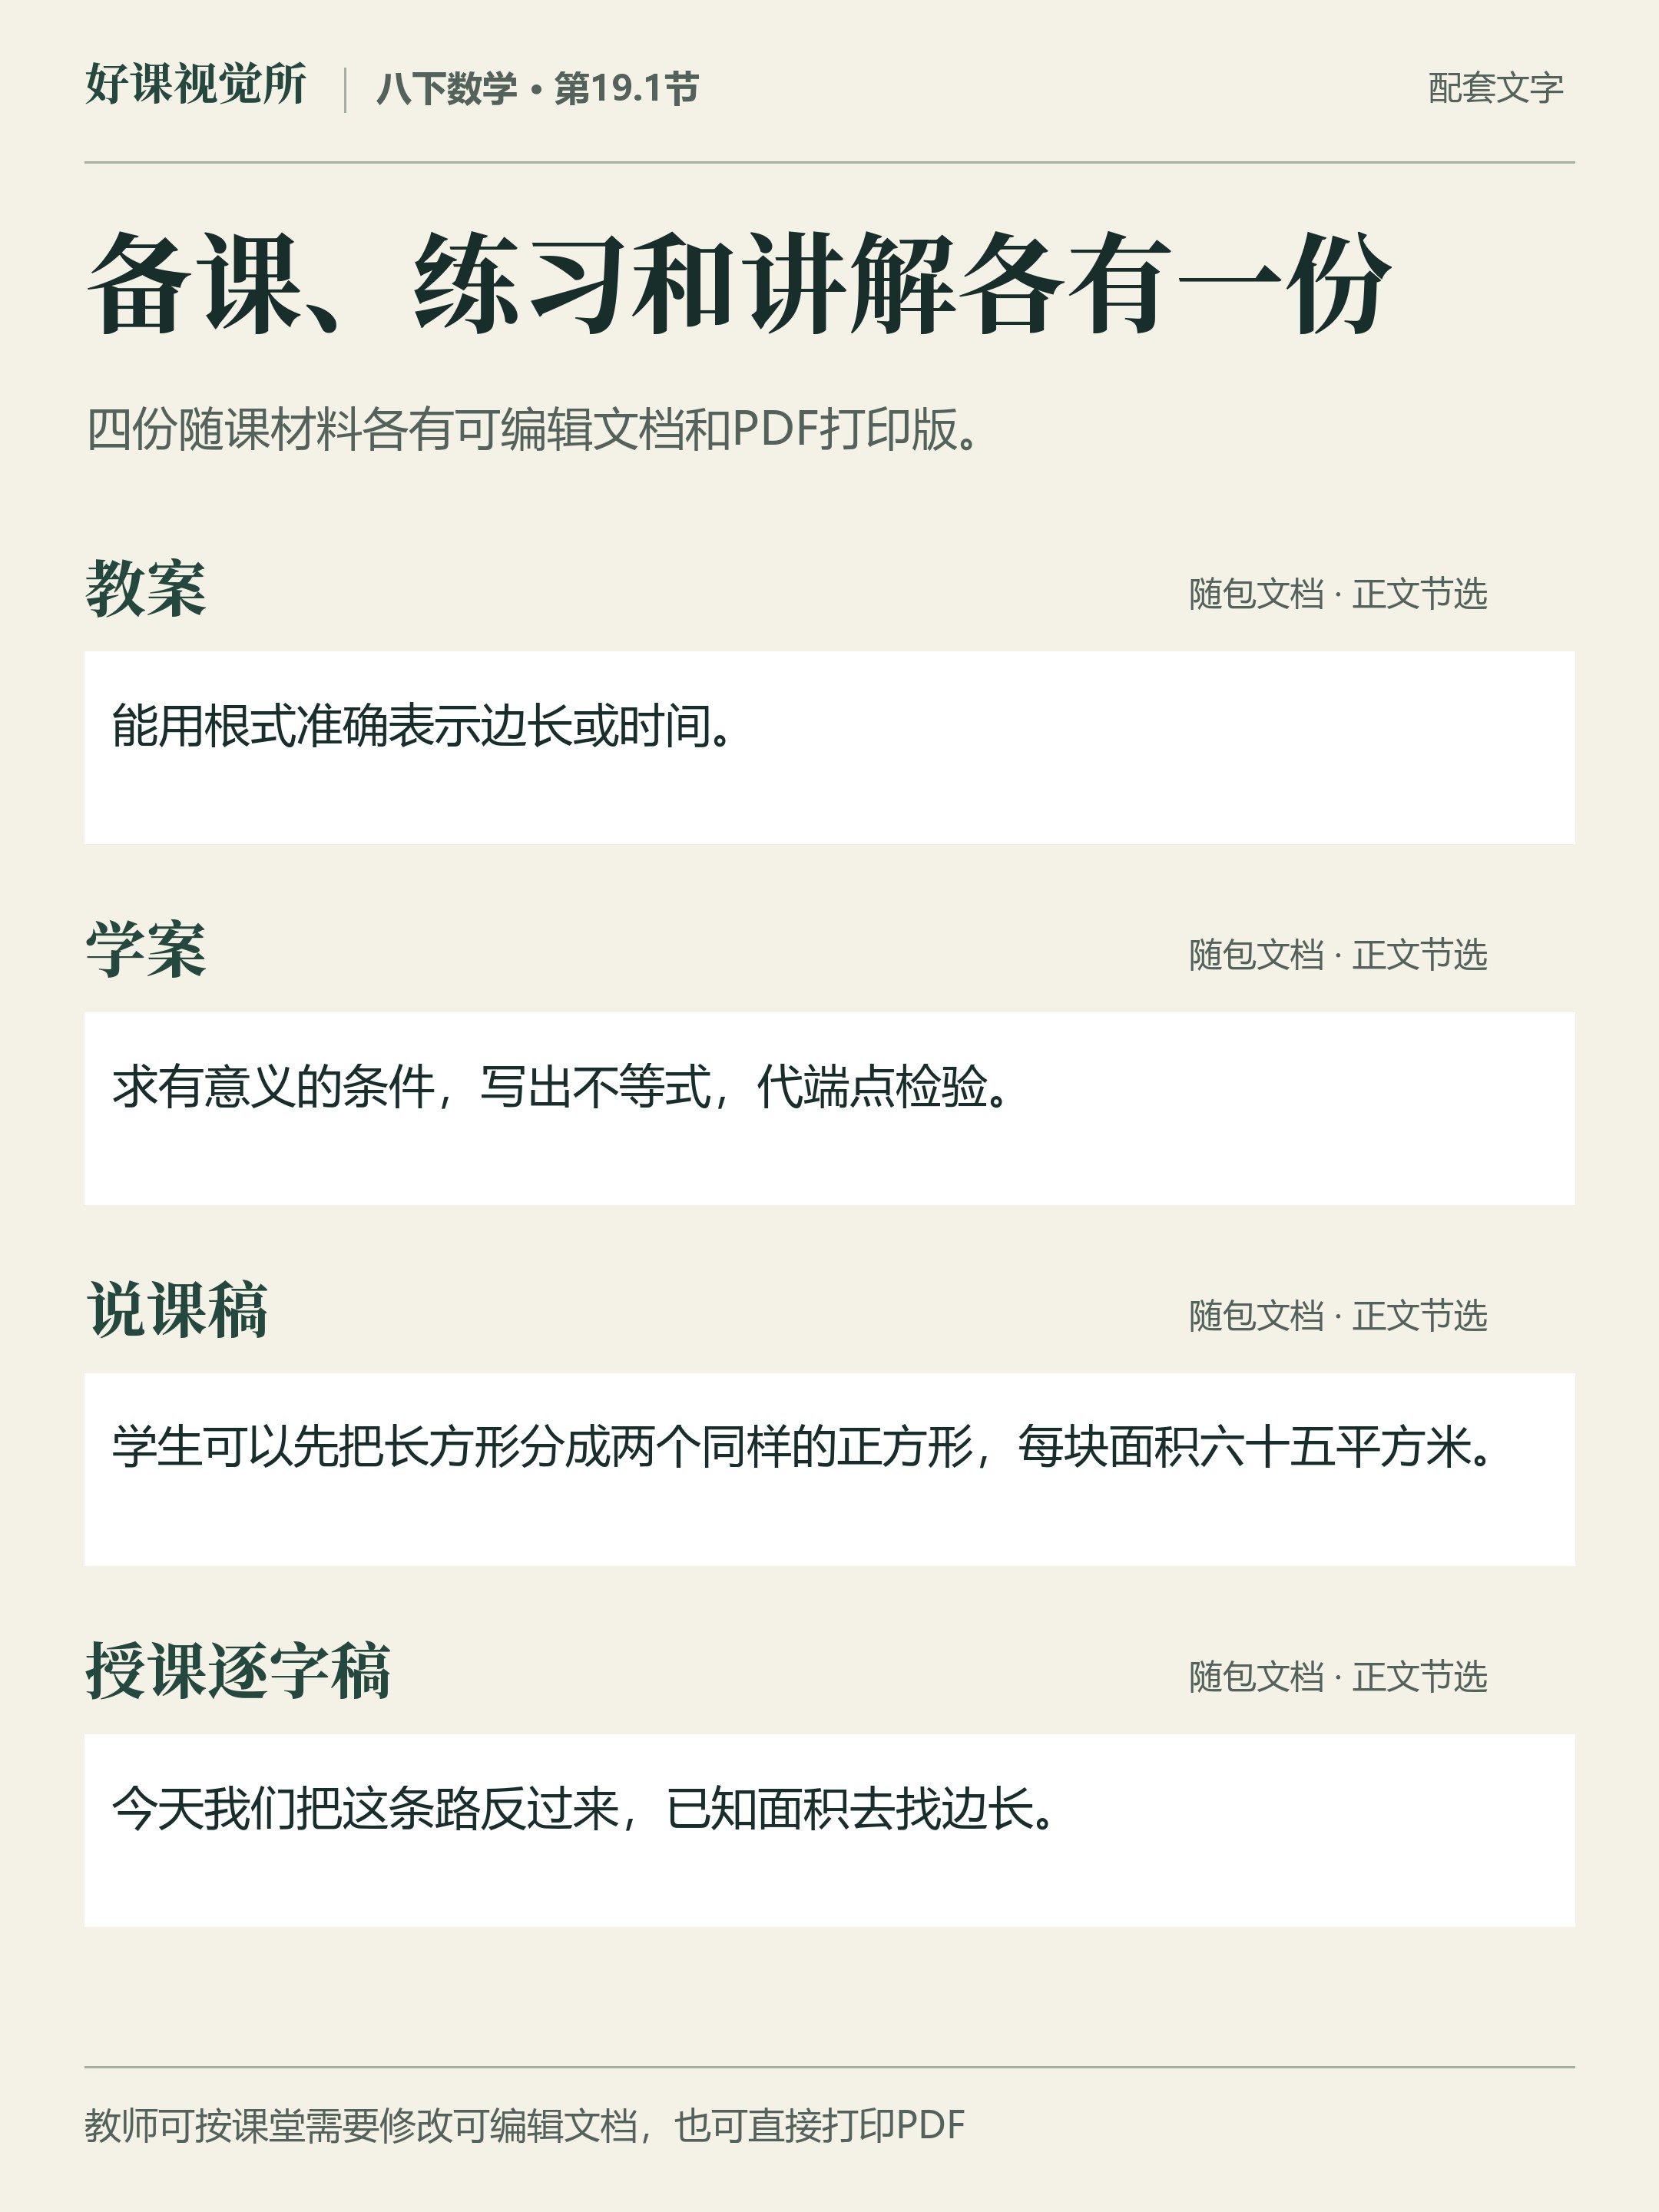 好课视觉所
八下数学·第19.1节
配套文字
备课、练习和讲解各有一份
四份随课材料各有可编辑文档和PDF打印版。
教案
随包文档·正文节选
能用根式准确表示边长或时间。
学案
随包文档·正文节选
求有意义的条件，写出不等式，代端点检验。
说课稿
随包文档·正文节选
学生可以先把长方形分成两个同样的正方形，每块面积六十五平方米。
授课逐字稿
随包文档·正文节选
今天我们把这条路反过来，已知面积去找边长。
教师可按课堂需要修改可编辑文档，也可直接打印PDF